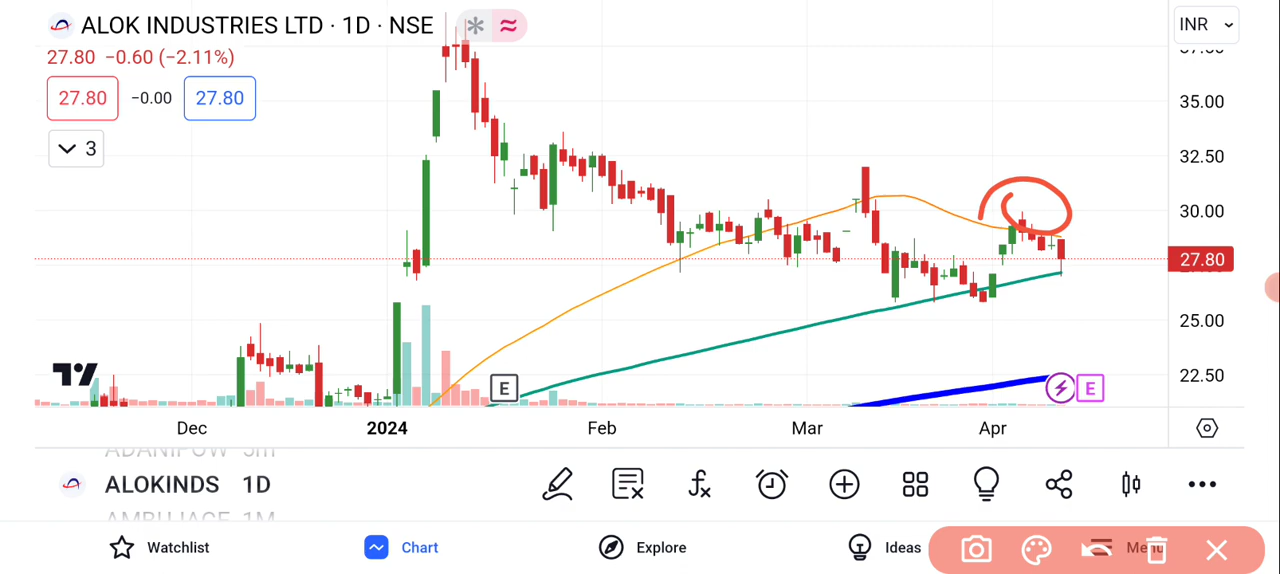 ALOK INDUSTRIES LTD · 1D · NSE
INR
27.80 −0.60 (−2.11%)
27.80 −0.00 27.80
3
35.00
32.50
30.00
27.80
25.00
22.50
E
E
Dec 2024 Feb Mar Apr
ALOKINDS 1D
Watchlist Chart Explore Ideas Menu